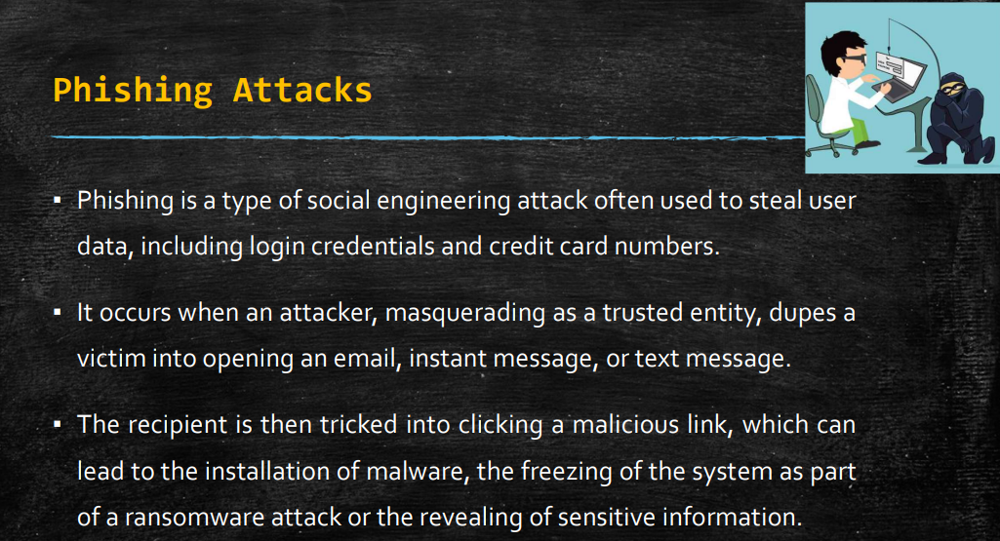 Phishing Attacks
▪ Phishing is a type of social engineering attack often used to steal user
data, including login credentials and credit card numbers.
▪ It occurs when an attacker, masquerading as a trusted entity, dupes a
victim into opening an email, instant message, or text message.
▪ The recipient is then tricked into clicking a malicious link, which can
lead to the installation of malware, the freezing of the system as part
of a ransomware attack or the revealing of sensitive information.